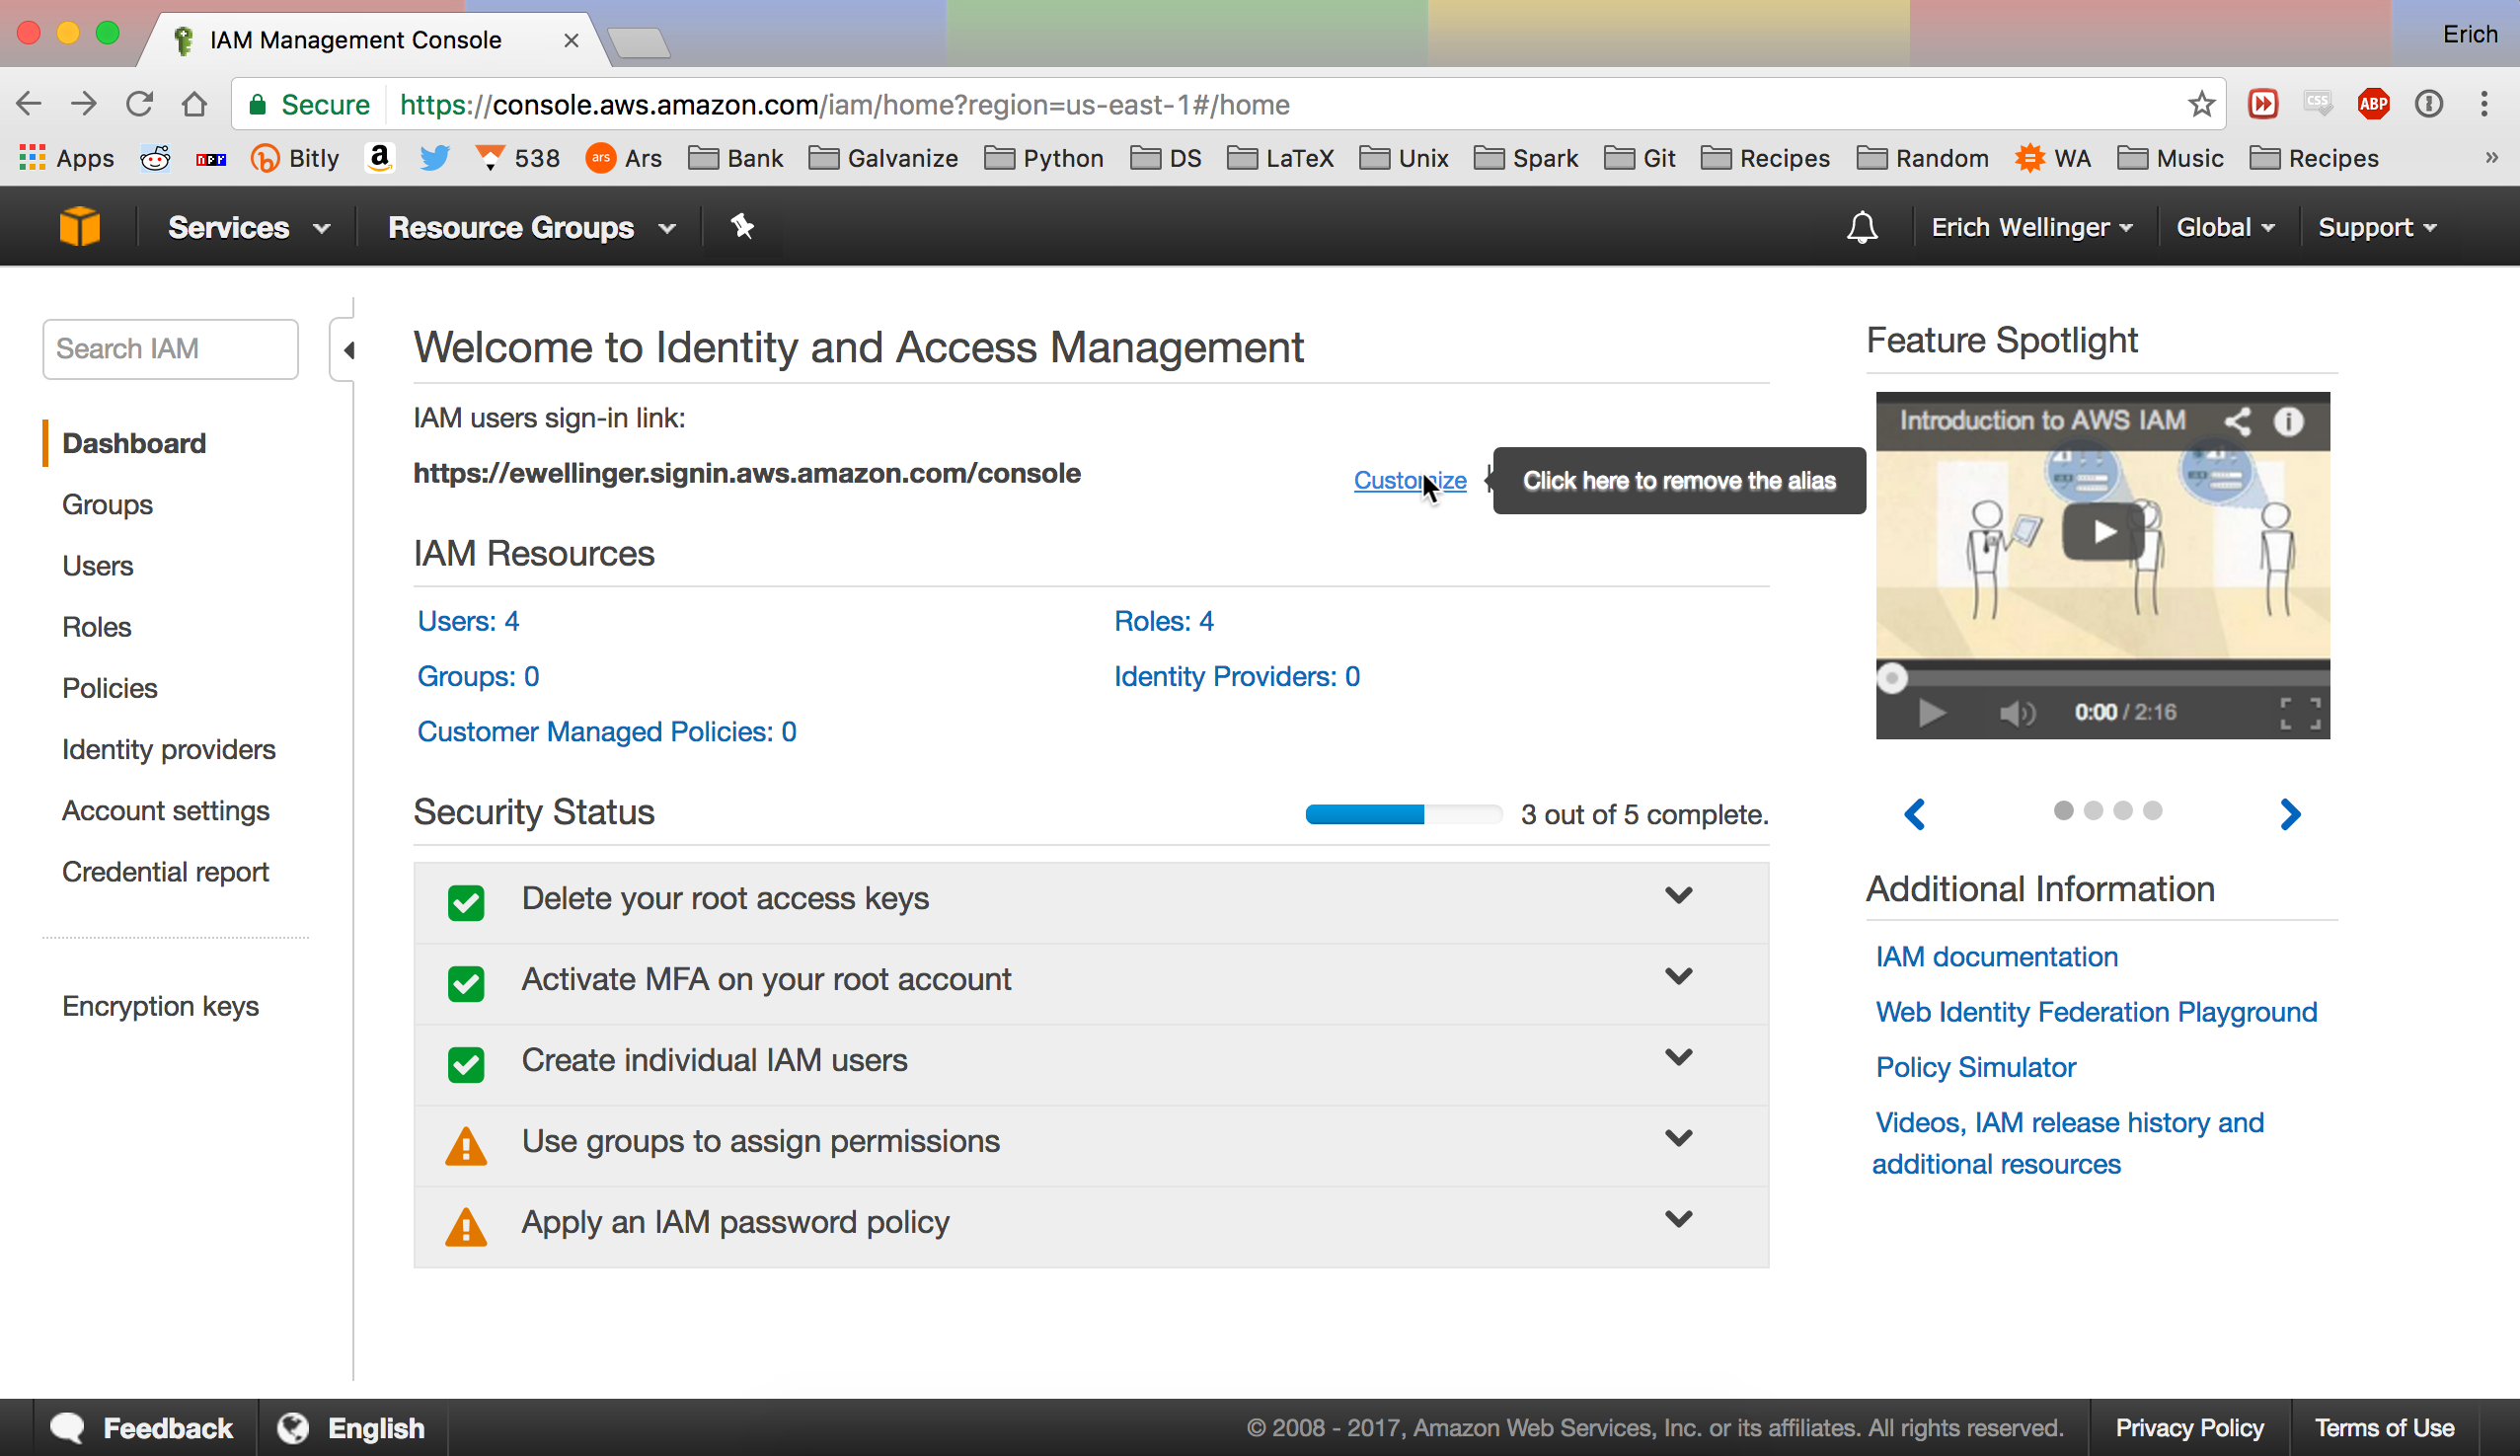 IAM Management Console
Erich
Secure https://console.aws.amazon.com/iam/home?region=us-east-1#/home
CSS
ABP
Apps npr Bitly a 538 ars Ars Bank Galvanize Python DS LaTeX Unix Spark Git Recipes Random WA Music Recipes »
Services Resource Groups Erich Wellinger Global Support
Search IAM
Dashboard
Groups
Users
Roles
Policies
Identity providers
Account settings
Credential report
Encryption keys
Welcome to Identity and Access Management
IAM users sign-in link:
https://ewellinger.signin.aws.amazon.com/console
Customize
Click here to remove the alias
IAM Resources
Users: 4
Roles: 4
Groups: 0
Identity Providers: 0
Customer Managed Policies: 0
Security Status
3 out of 5 complete.
Delete your root access keys
Activate MFA on your root account
Create individual IAM users
Use groups to assign permissions
Apply an IAM password policy
Feature Spotlight
Introduction to AWS IAM
0:00 / 2:16
Additional Information
IAM documentation
Web Identity Federation Playground
Policy Simulator
Videos, IAM release history and
additional resources
Feedback
English
© 2008 - 2017, Amazon Web Services, Inc. or its affiliates. All rights reserved.
Privacy Policy
Terms of Use